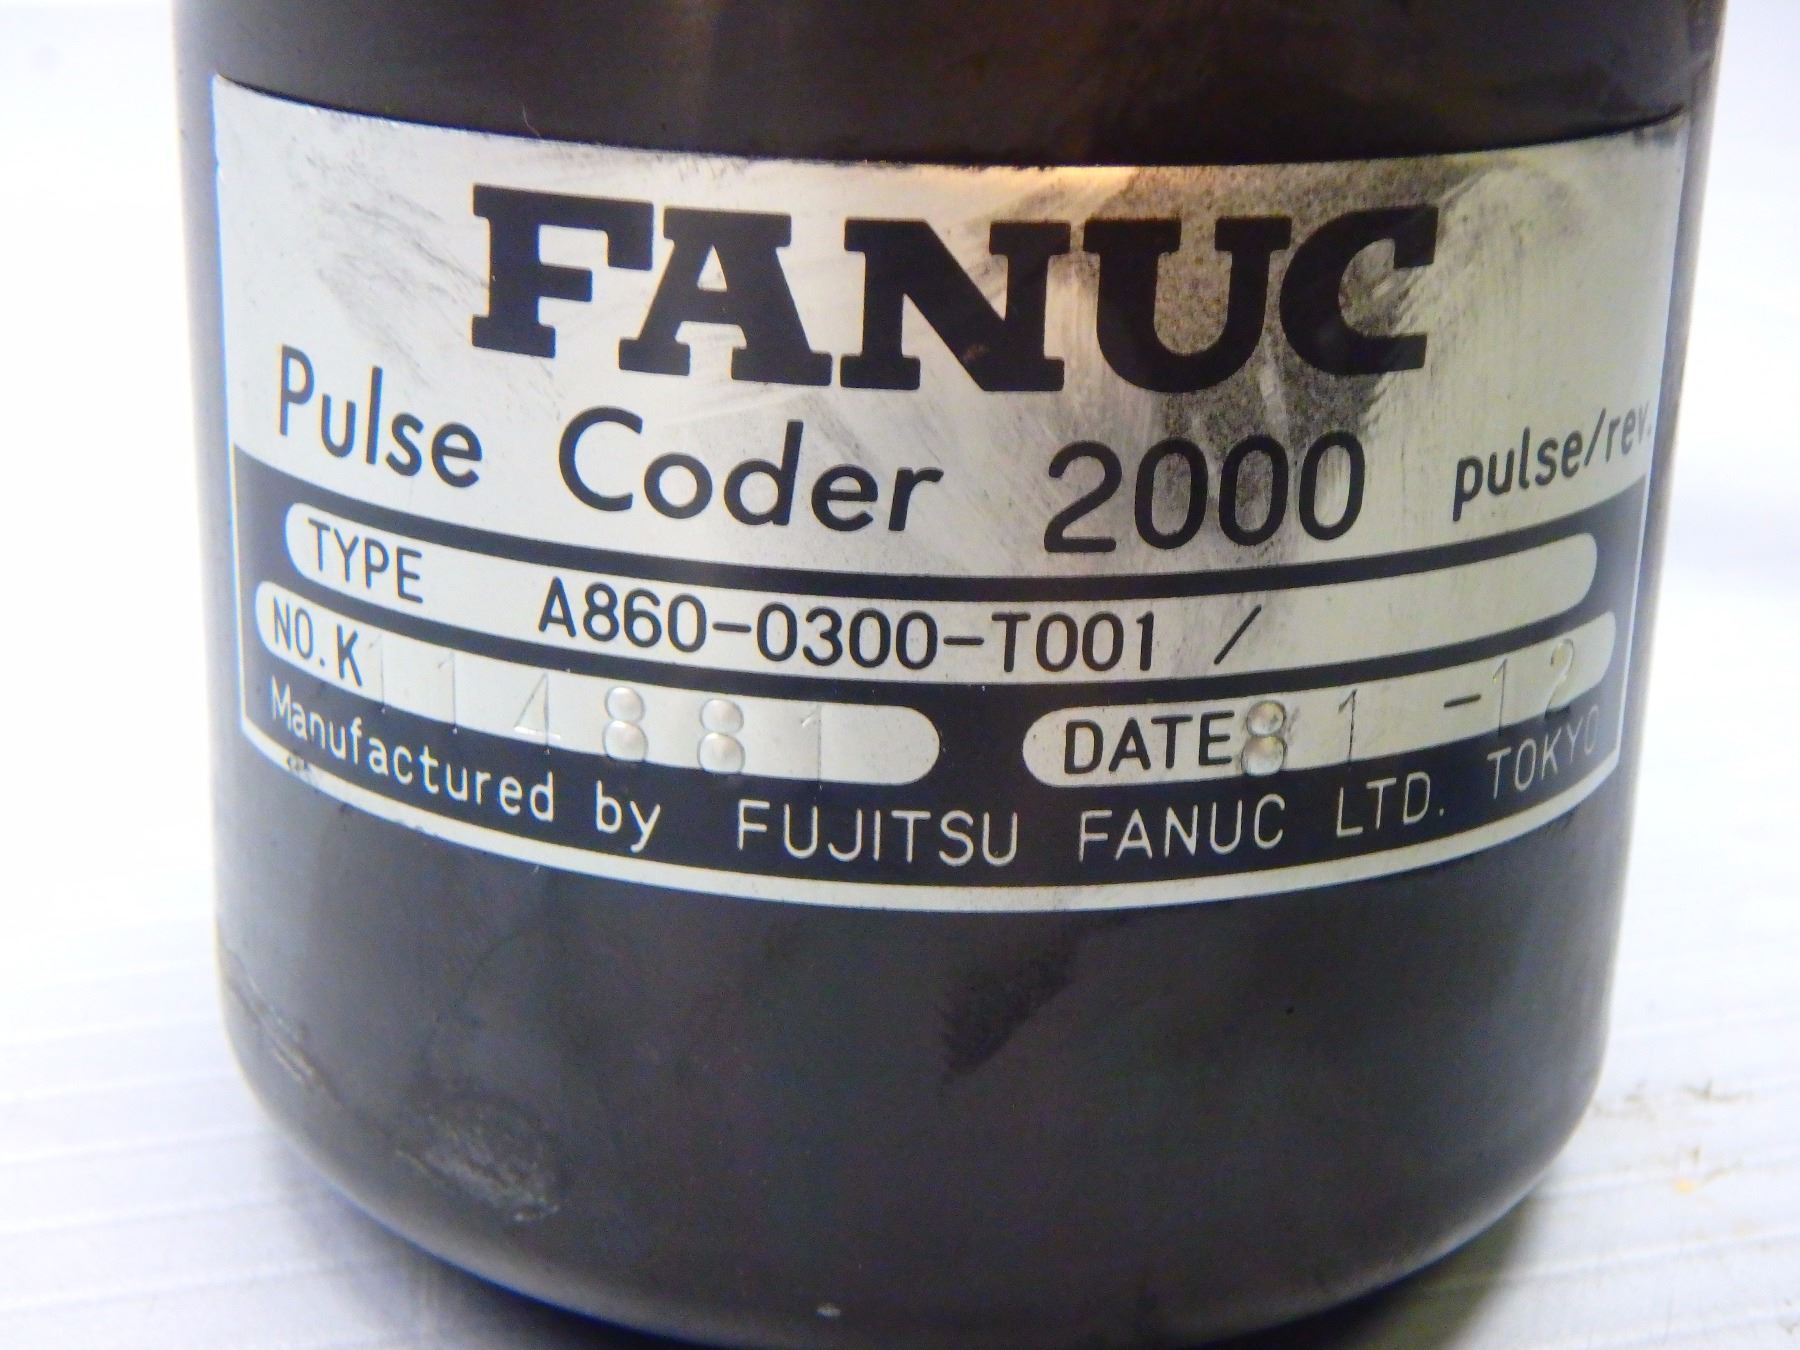 FANUC
Pulse Coder 2000 pulse/rev.
TYPE A860-0300-T001 /
NO. K 114881 DATE 81-12
Manufactured by FUJITSU FANUC LTD. TOKYO